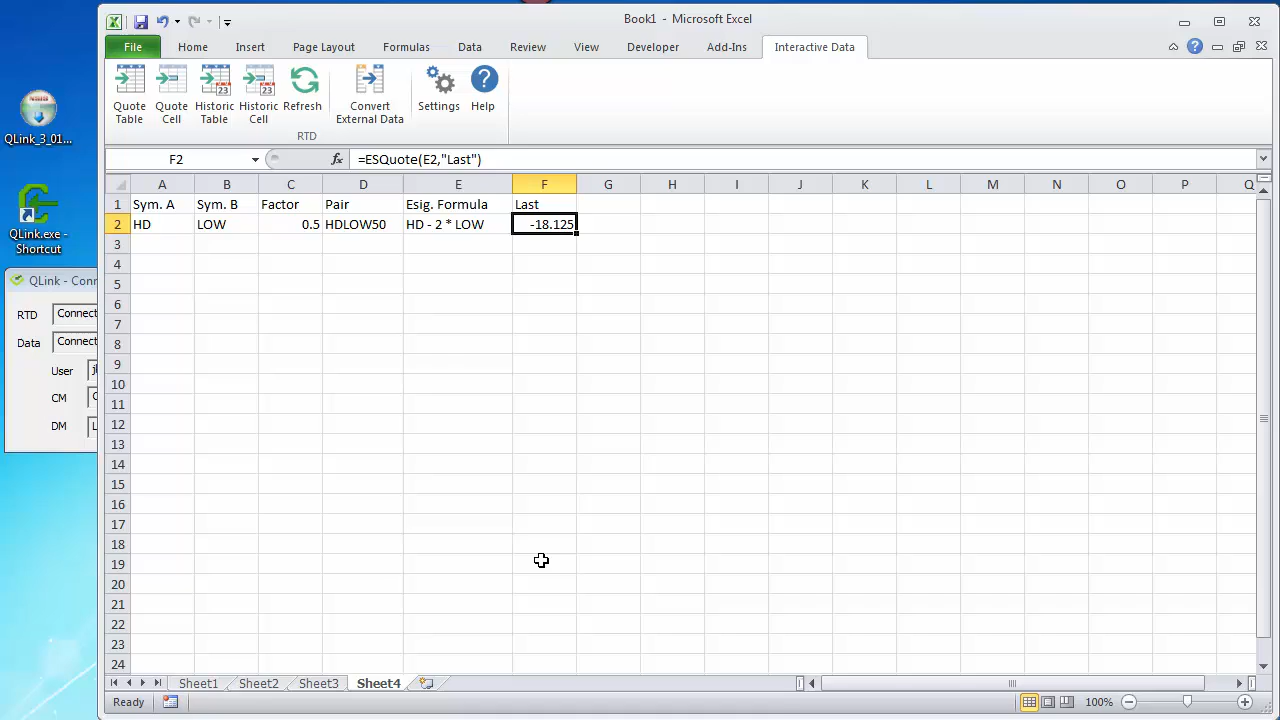 Book1 - Microsoft Excel
File Home Insert Page Layout Formulas Data Review View Developer Add-Ins Interactive Data
Quote Table
Quote Cell
Historic Table
Historic Cell
Refresh
Convert External Data
Settings
Help
RTD
F2 fx =ESQuote(E2,"Last")
A B C D E F G H I J K L M N O P Q
1 Sym. A Sym. B Factor Pair Esig. Formula Last
2 HD LOW 0.5 HDLOW50 HD - 2 * LOW -18.125
3
4
5
6
7
8
9
10
11
12
13
14
15
16
17
18
19
20
21
22
23
24
Sheet1 Sheet2 Sheet3 Sheet4
Ready 100%
QLink_3_01...
QLink.exe -
Shortcut
QLink - Conn
RTD Connect
Data Connect
User
CM
DM